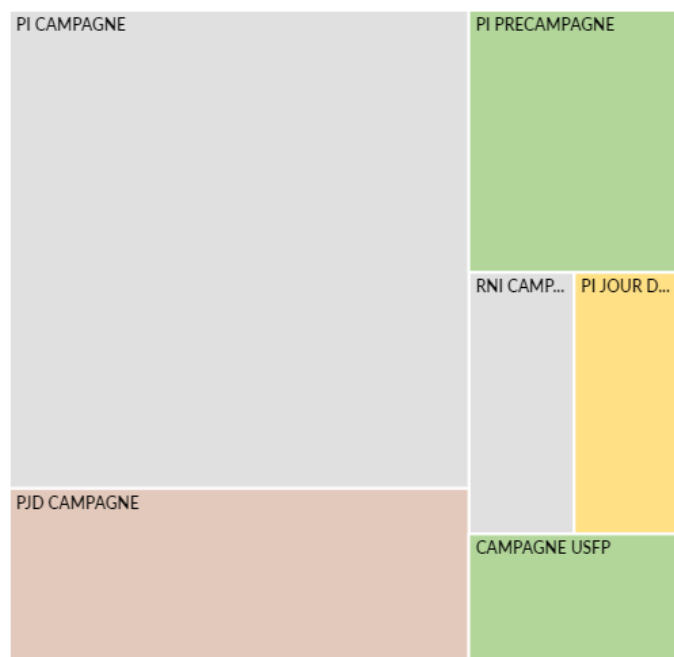 PI CAMPAGNE
PI PRECAMPAGNE
RNI CAMP...
PI JOUR D...
PJD CAMPAGNE
CAMPAGNE USFP